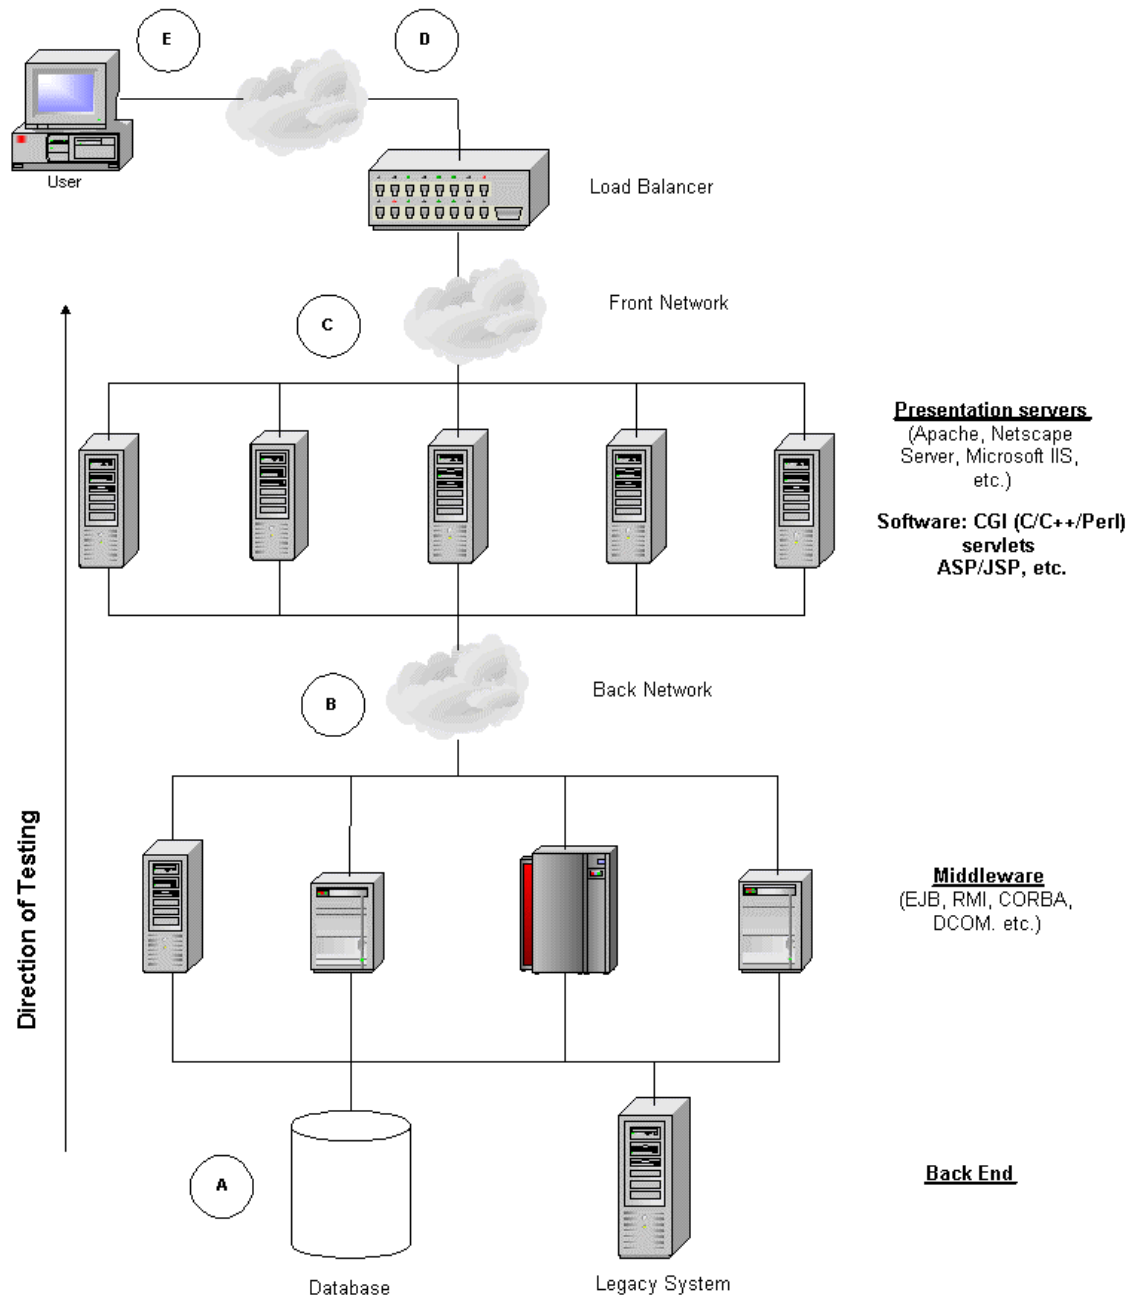 E
D
User
Load Balancer
Front Network
C
Presentation servers
(Apache, Netscape
Server, Microsoft IIS,
etc.)
Software: CGI (C/C++/Perl)
servlets
ASP/JSP, etc.
Back Network
B
Direction of Testing
Middleware
(EJB, RMI, CORBA,
DCOM. etc.)
A
Back End
Database
Legacy System